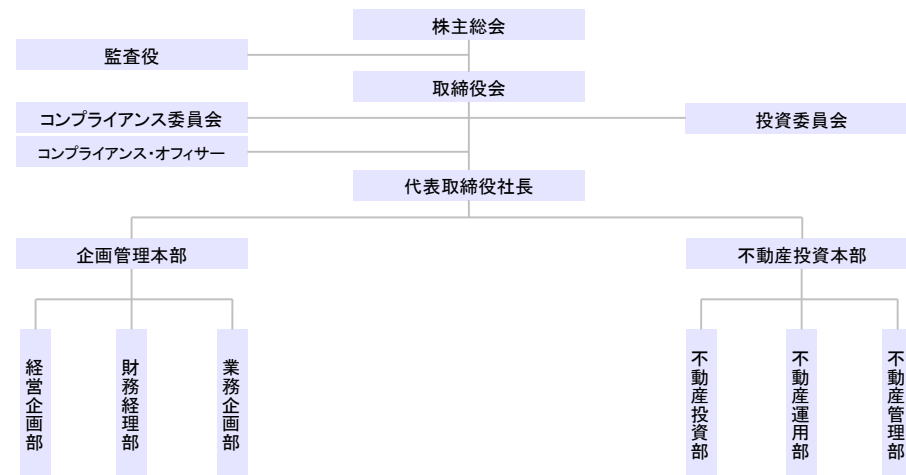 株主総会
監査役
取締役会
コンプライアンス委員会
投資委員会
コンプライアンス・オフィサー
代表取締役社長
企画管理本部
不動産投資本部
経営企画部
財務経理部
業務企画部
不動産投資部
不動産運用部
不動産管理部